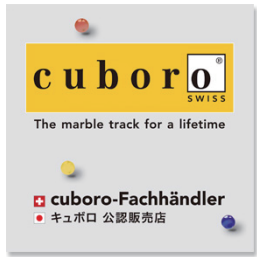 cuboro®
SWISS
The marble track for a lifetime
cuboro-Fachhändler
キュボロ 公認販売店